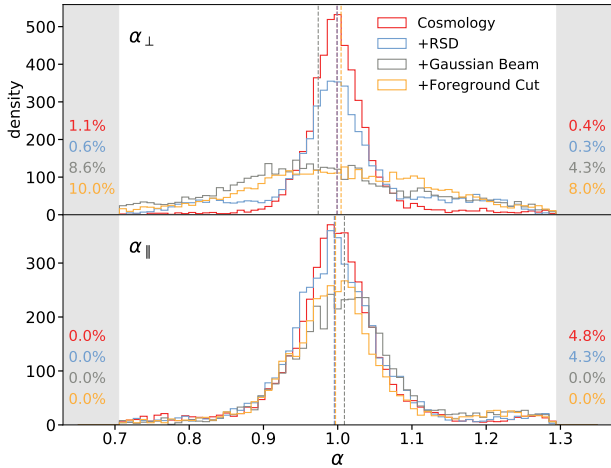 500
400
300
200
100
0
density
α⊥
Cosmology
+RSD
+Gaussian Beam
+Foreground Cut
1.1%
0.6%
8.6%
10.0%
0.4%
0.3%
4.3%
8.0%
300
200
100
0
α∥
0.0%
0.0%
0.0%
0.0%
4.8%
4.3%
0.0%
0.0%
0.7 0.8 0.9 1.0 1.1 1.2 1.3
α